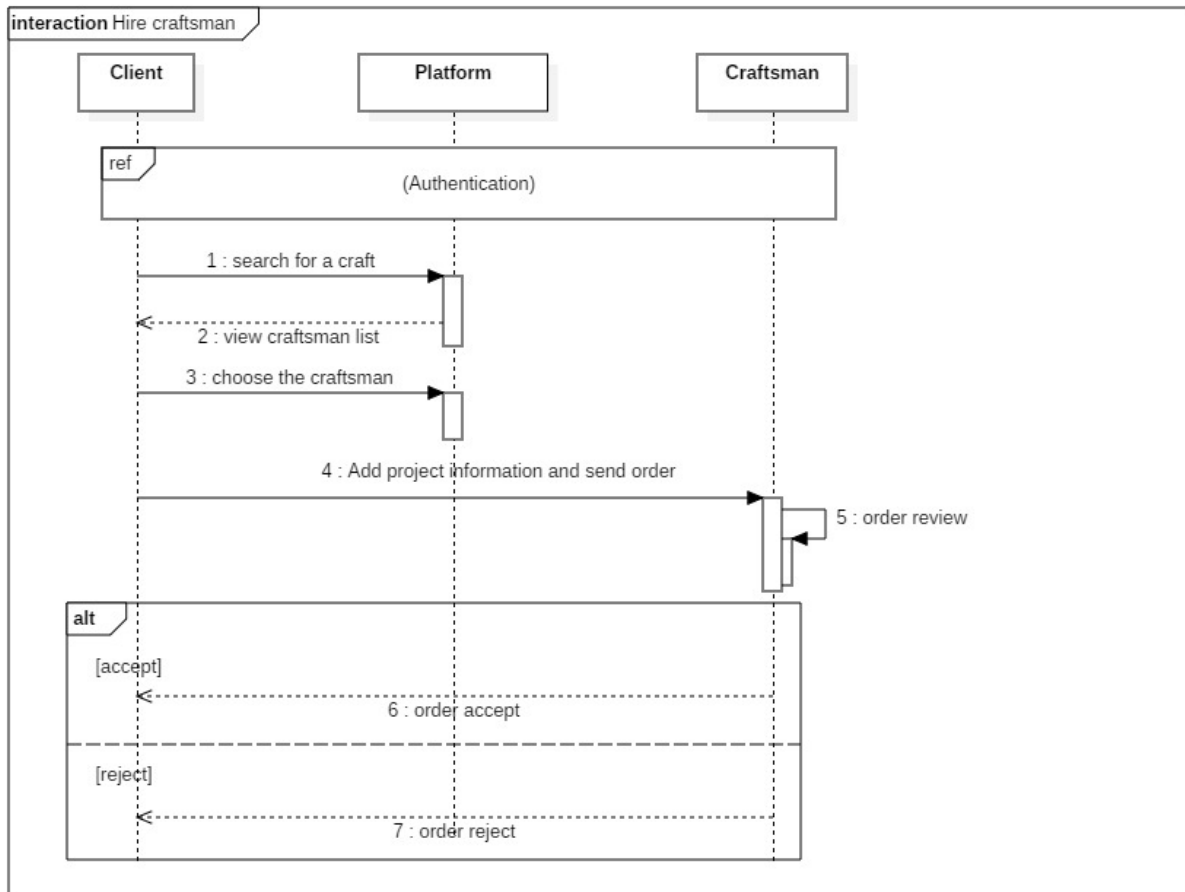 interaction Hire craftsman
Client
Platform
Craftsman
ref
(Authentication)
1 : search for a craft
2 : view craftsman list
3 : choose the craftsman
4 : Add project information and send order
5 : order review
alt
[accept]
6 : order accept
[reject]
7 : order reject